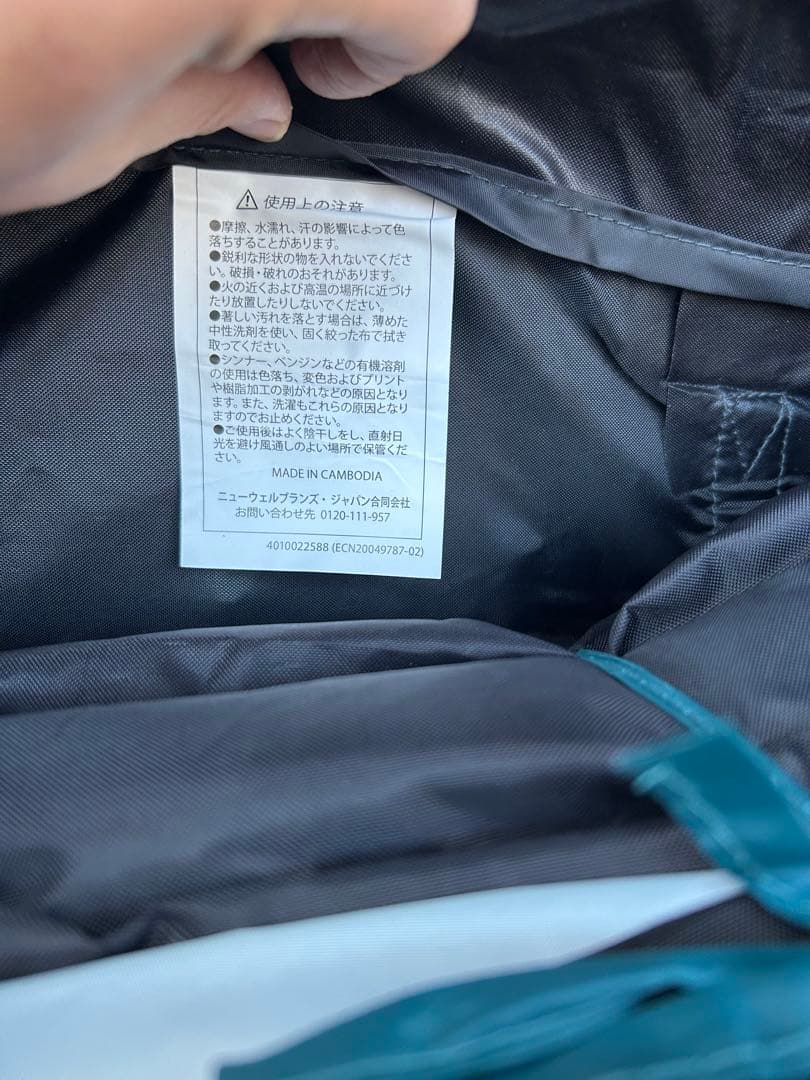 ⚠ 使用上の注意
●摩擦、水濡れ、汗の影響によって色
落ちすることがあります。
●鋭利な形状の物を入れないでくださ
い。破損・破れのおそれがあります。
●火の近くおよび高温の場所に近づけ
たり放置したりしないでください。
●著しい汚れを落とす場合は、薄めた
中性洗剤を使い、固く絞った布で拭き
取ってください。
●シンナー、ベンジンなどの有機溶剤
の使用は色落ち、変色およびプリント
や樹脂加工の剥がれなどの原因となり
ます。また、洗濯もこれらの原因となり
ますのでお止めください。
●ご使用後はよく陰干しをし、直射日
光を避け風通しのよい場所で保管くだ
さい。
MADE IN CAMBODIA
ニューウェルブランズ・ジャパン合同会社
お問い合わせ先 0120-111-957
4010022588 (ECN20049787-02)